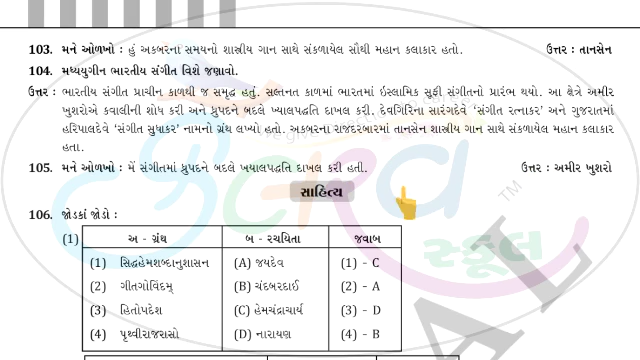 103. મને ઓળખો : હું અકબરના સમયનો શાસ્ત્રીય ગાન સાથે સંકળાયેલ સૌથી મહાન કલાકાર હતો. ઉત્તર : તાનસેન
104. મધ્યયુગીન ભારતીય સંગીત વિશે જણાવો.
ઉત્તર : ભારતીય સંગીત પ્રાચીન કાળથી જ સમૃદ્ધ હતું. સલ્તનત કાળમાં ભારતમાં ઇસ્લામિક સૂફી સંગીતનો પ્રારંભ થયો. આ ક્ષેત્રે અમીર
ખુશરોએ કવાલીની શોધ કરી અને ધ્રુપદને બદલે ખ્યાલપદ્ધતિ દાખલ કરી. દેવગિરિના સારંગદેવે ‘સંગીત રત્નાકર’ અને ગુજરાતમાં
હરિપાલદેવે ‘સંગીત સુધાકર’ નામનો ગ્રંથ લખ્યો હતો. અકબરના રાજદરબારમાં તાનસેન શાસ્ત્રીય ગાન સાથે સંકળાયેલ મહાન કલાકાર
હતા.
105. મને ઓળખો : મેં સંગીતમાં ધ્રુપદને બદલે ખયાલપદ્ધતિ દાખલ કરી હતી. ઉત્તર : અમીર ખુશરો
સાહિત્ય
106. જોડકાં જોડો :
(1) અ - ગ્રંથ બ - રચયિતા જવાબ
(1) સિદ્ધહેમશબ્દાનુશાસન (A) જયદેવ (1) - C
(2) ગીતગોવિંદમ્ (B) ચંદબરદાઈ (2) - A
(3) હિતોપદેશ (C) હેમચંદ્રાચાર્ય (3) - D
(4) પૃથ્વીરાજરાસો (D) નારાયણ (4) - B
સ્કૂલ
TM